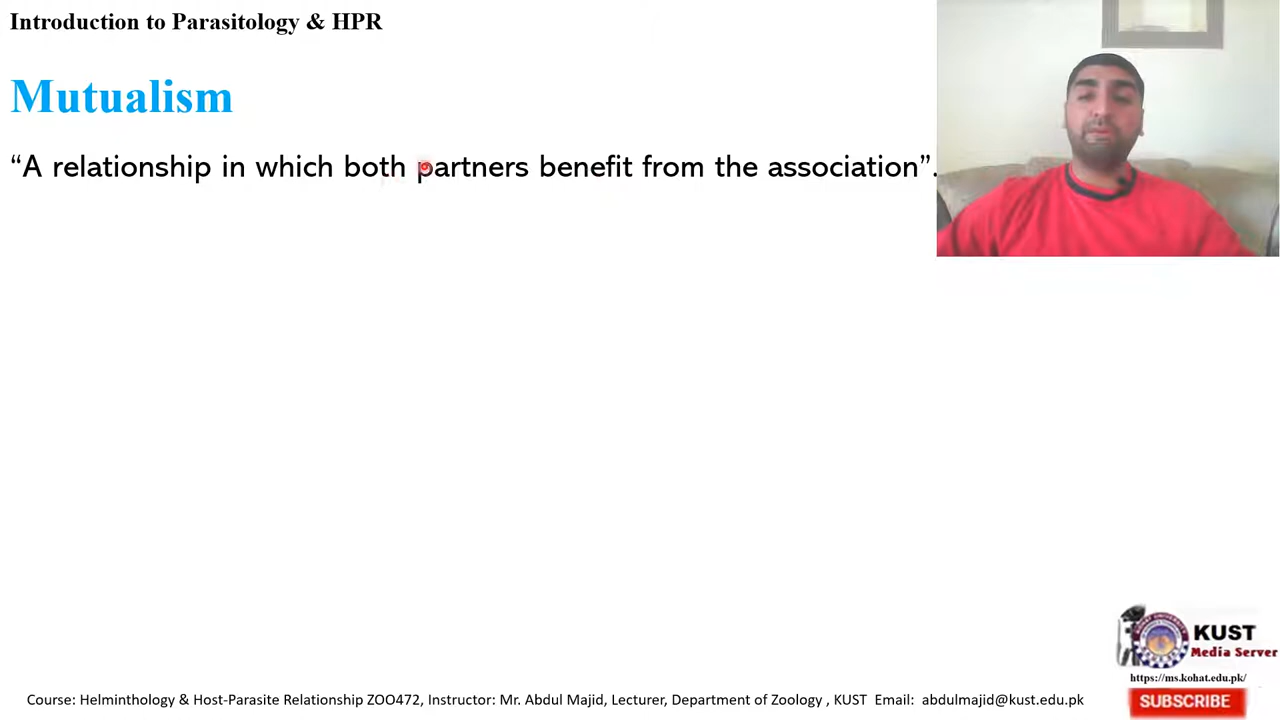 Introduction to Parasitology & HPR
Mutualism
“A relationship in which both partners benefit from the association”.
KUST
Media Server
https://ms.kohat.edu.pk/
SUBSCRIBE
Course: Helminthology & Host-Parasite Relationship ZOO472, Instructor: Mr. Abdul Majid, Lecturer, Department of Zoology , KUST Email: abdulmajid@kust.edu.pk